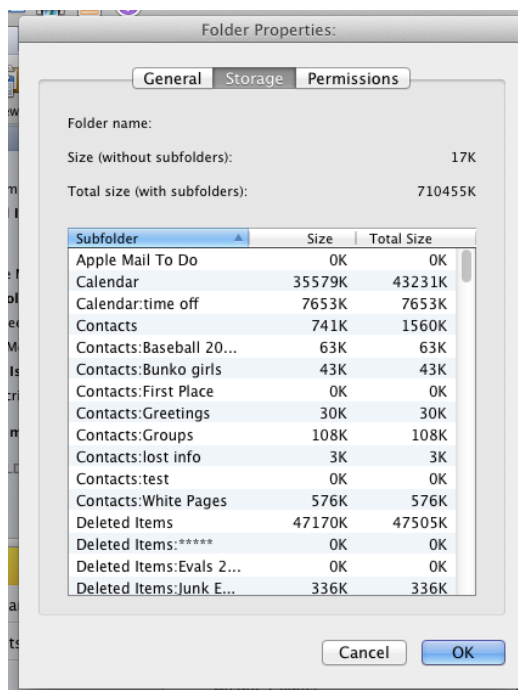 Folder Properties:
General Storage Permissions
Folder name:
Size (without subfolders): 17K
Total size (with subfolders): 710455K
Subfolder Size Total Size
Apple Mail To Do 0K 0K
Calendar 35579K 43231K
Calendar:time off 7653K 7653K
Contacts 741K 1560K
Contacts:Baseball 20... 63K 63K
Contacts:Bunko girls 43K 43K
Contacts:First Place 0K 0K
Contacts:Greetings 30K 30K
Contacts:Groups 108K 108K
Contacts:lost info 3K 3K
Contacts:test 0K 0K
Contacts:White Pages 576K 576K
Deleted Items 47170K 47505K
Deleted Items:***** 0K 0K
Deleted Items:Evals 2... 0K 0K
Deleted Items:Junk E... 336K 336K
Cancel OK